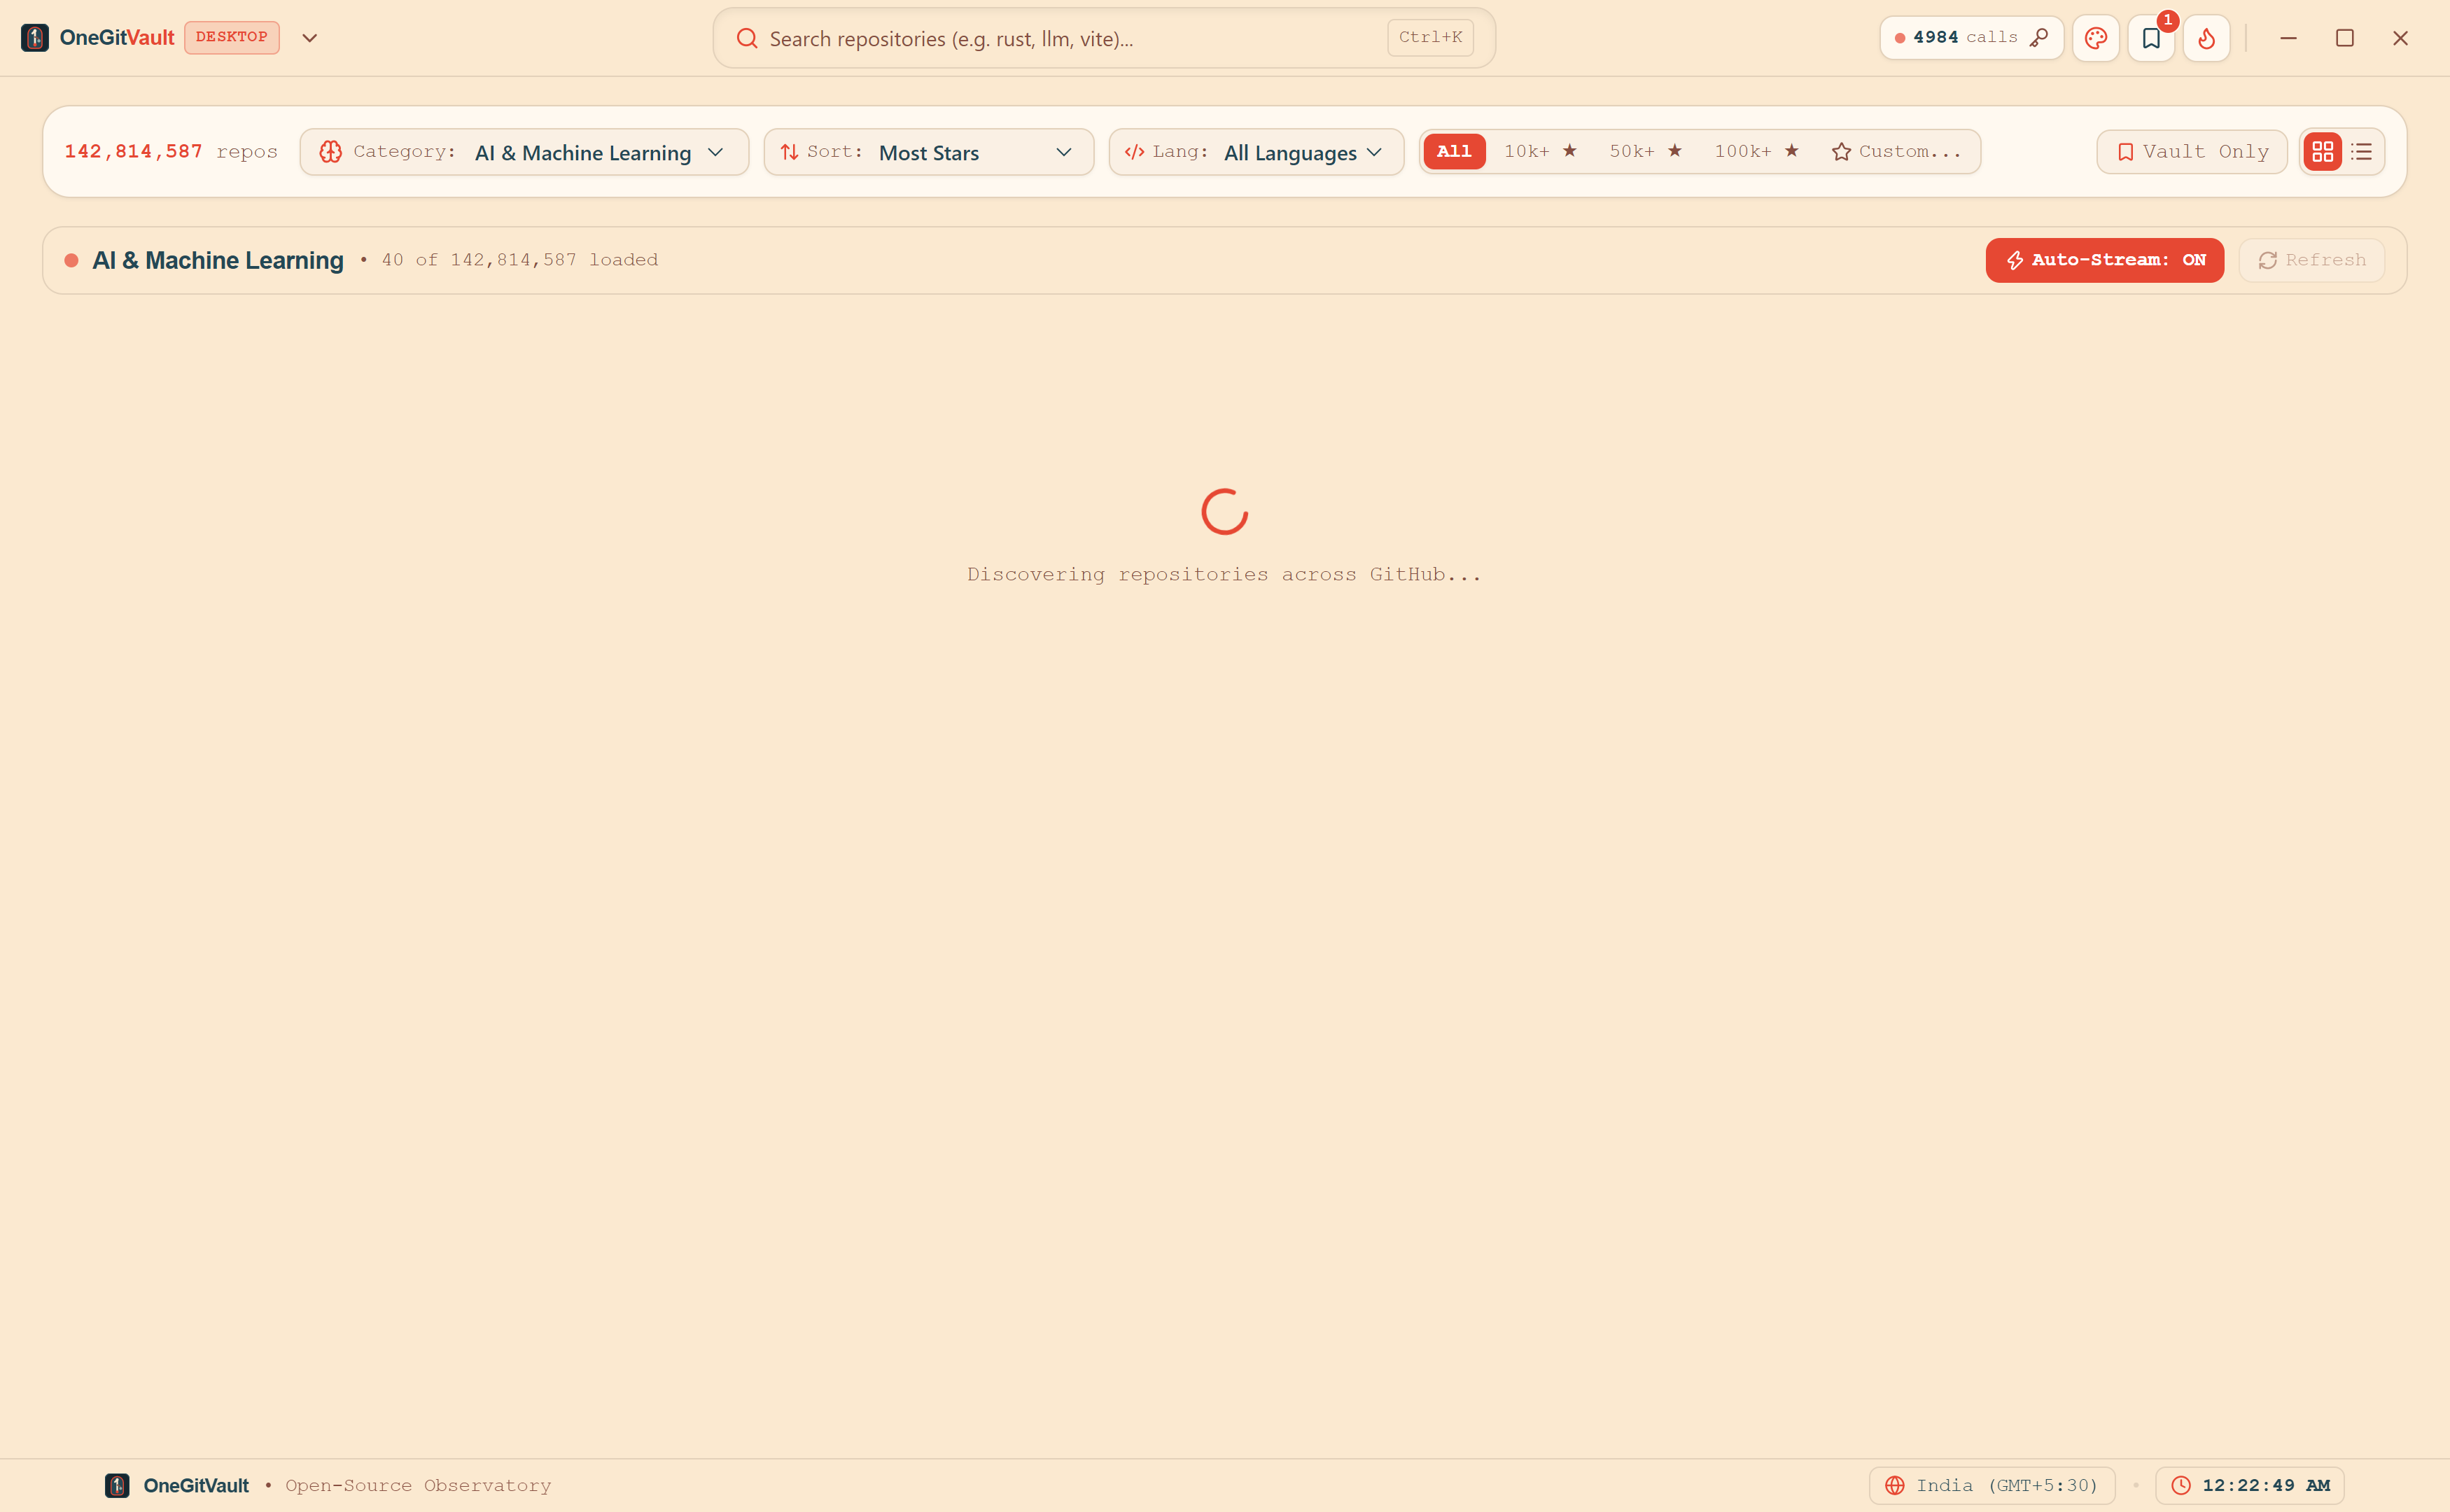 OneGitVault DESKTOP
Search repositories (e.g. rust, llm, vite)... Ctrl+K
4984 calls 1
142,814,587 repos Category: AI & Machine Learning Sort: Most Stars Lang: All Languages All 10k+ ★ 50k+ ★ 100k+ ★ Custom... Vault Only
AI & Machine Learning • 40 of 142,814,587 loaded Auto-Stream: ON Refresh
Discovering repositories across GitHub...
OneGitVault • Open-Source Observatory India (GMT+5:30) • 12:22:49 AM